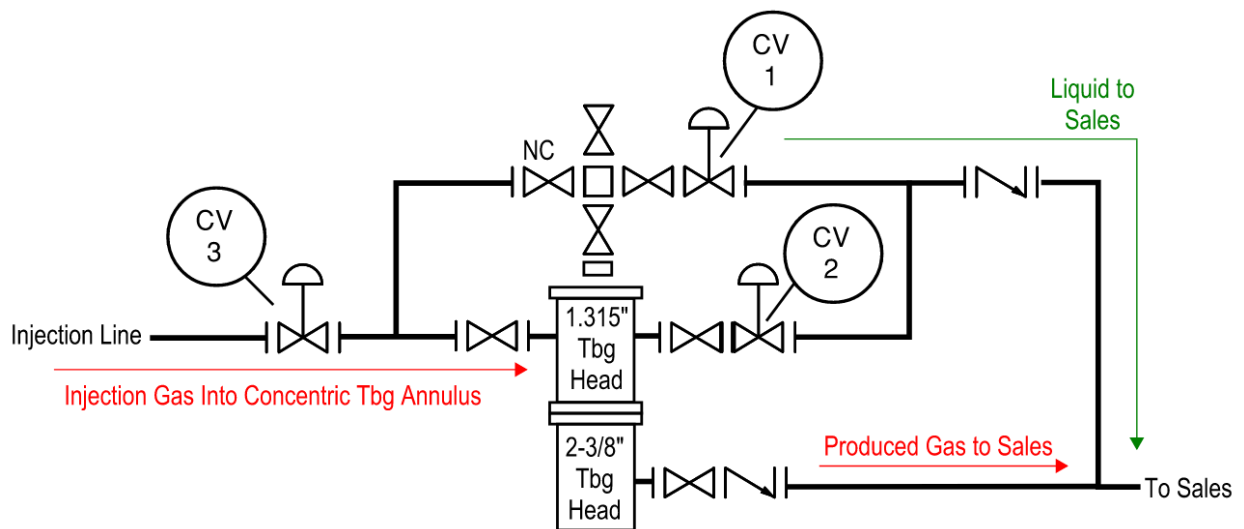 CV
1
Liquid to
Sales
NC
CV
3
CV
2
Injection Line
1.315"
Tbg
Head
Injection Gas Into Concentric Tbg Annulus
2-3/8"
Tbg
Head
Produced Gas to Sales
To Sales